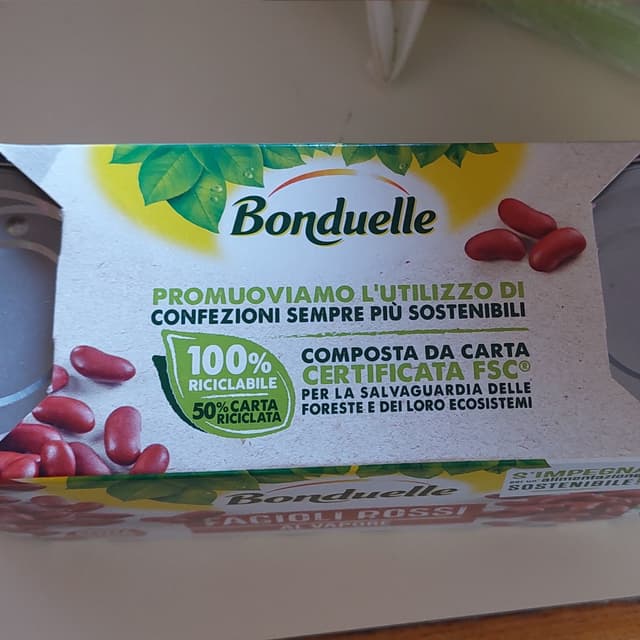 Bonduelle
PROMUOVIAMO L'UTILIZZO DI
CONFEZIONI SEMPRE PIÙ SOSTENIBILI
100%
RICICLABILE
50% CARTA
RICICLATA
COMPOSTA DA CARTA
CERTIFICATA FSC®
PER LA SALVAGUARDIA DELLE
FORESTE E DEI LORO ECOSISTEMI
Bonduelle
FAGIOLI ROSSI
AL VAPORE
S'IMPEGNA
SOSTENIBILE